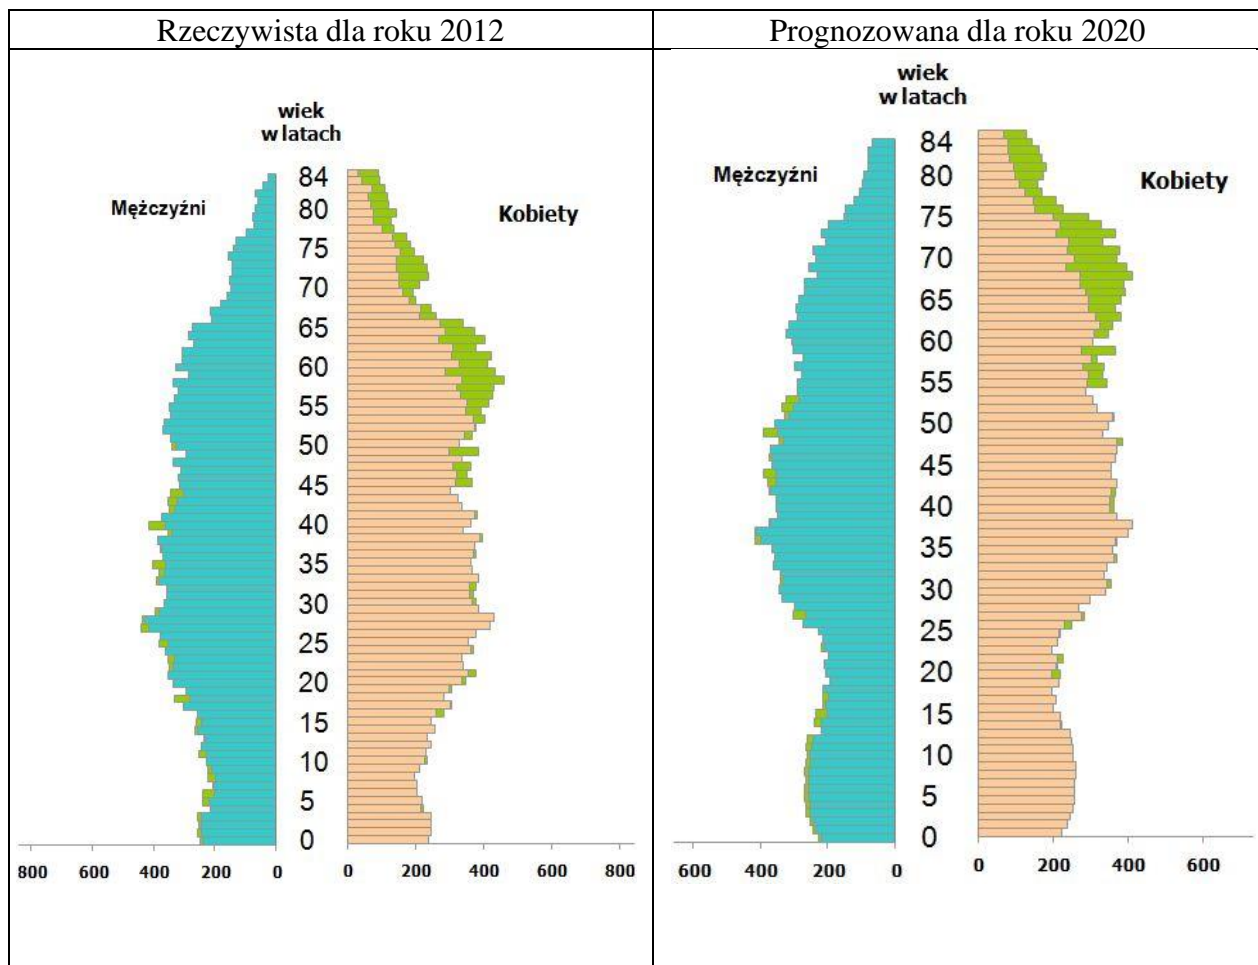 Rzeczywista dla roku 2012
Prognozowana dla roku 2020
wiek
w latach
Mężczyźni
Kobiety
84
80
75
70
65
60
55
50
45
40
35
30
25
20
15
10
5
0
800 600 400 200 0
0 200 400 600 800
wiek
w latach
Mężczyźni
Kobiety
84
80
75
70
65
60
55
50
45
40
35
30
25
20
15
10
5
0
600 400 200 0
0 200 400 600